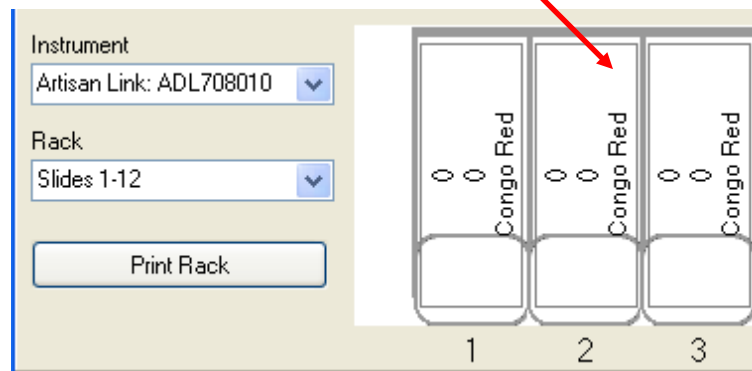 Instrument
Artisan Link: ADL708010
Rack
Slides 1-12
Print Rack
0 0 Congo Red
0 0 Congo Red
0 0 Congo Red
1 2 3